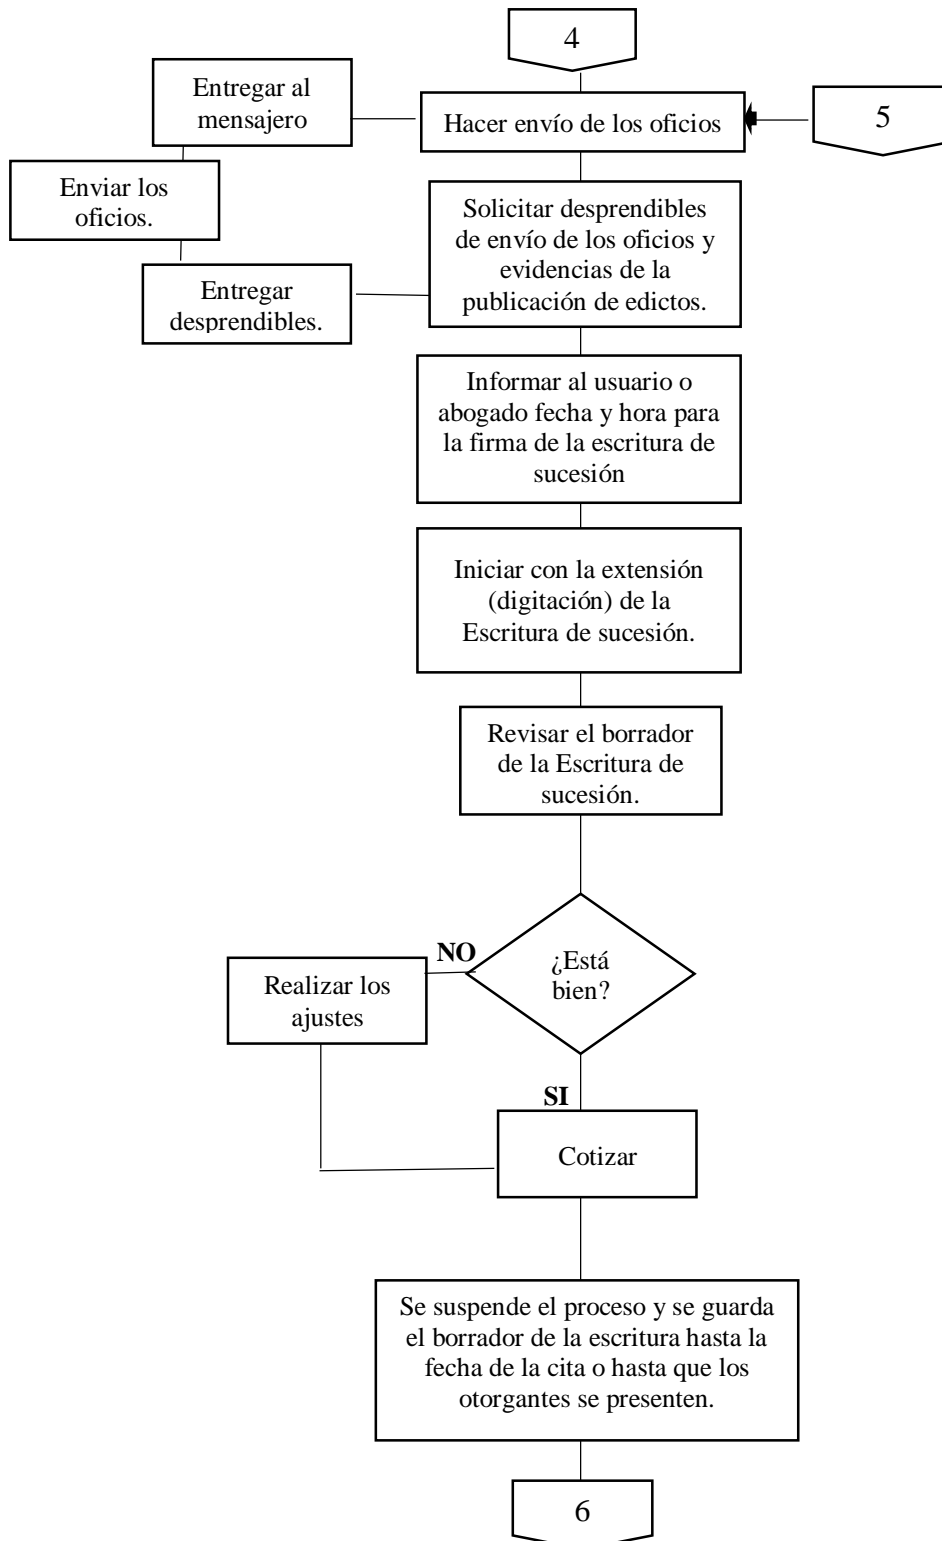 4
Entregar al
mensajero
Hacer envío de los oficios
5
Enviar los
oficios.
Solicitar desprendibles
de envío de los oficios y
evidencias de la
publicación de edictos.
Entregar
desprendibles.
Informar al usuario o
abogado fecha y hora para
la firma de la escritura de
sucesión
Iniciar con la extensión
(digitación) de la
Escritura de sucesión.
Revisar el borrador
de la Escritura de
sucesión.
NO
¿Está
bien?
Realizar los
ajustes
SI
Cotizar
Se suspende el proceso y se guarda
el borrador de la escritura hasta la
fecha de la cita o hasta que los
otorgantes se presenten.
6